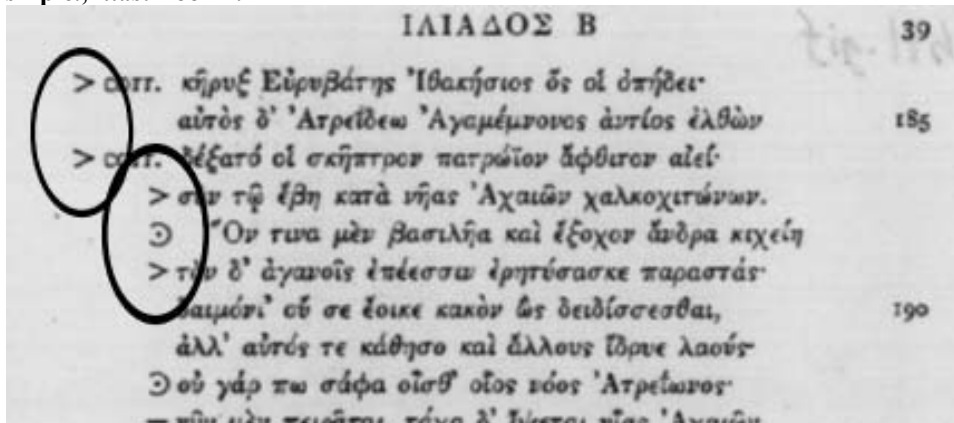 ΙΛΙΑΔΟΣ Β 39
> corr. κῆρυξ Εὐρυβάτης Ἰθακήσιος ὅς οἱ ὀπήδει·
αὐτὸς δ' Ἀτρεΐδεω Ἀγαμέμνονος ἀντίος ἐλθὼν 185
> corr. δέξατό οἱ σκῆπτρον πατρώϊον ἄφθιτον αἰεί·
> σὺν τῷ ἔβη κατὰ νῆας Ἀχαιῶν χαλκοχιτώνων.
Ͽ Ὅν τινα μὲν βασιλῆα καὶ ἔξοχον ἄνδρα κιχείη
> τὸν δ' ἀγανοῖς ἐπέεσσιν ἐρητύσασκε παραστάς·
δαιμόνι' οὔ σε ἔοικε κακὸν ὣς δειδίσσεσθαι, 190
ἀλλ' αὐτός τε κάθησο καὶ ἄλλους ἵδρυε λαούς·
Ͽ οὐ γάρ πω σάφα οἶσθ' οἷος νόος Ἀτρεΐωνος·